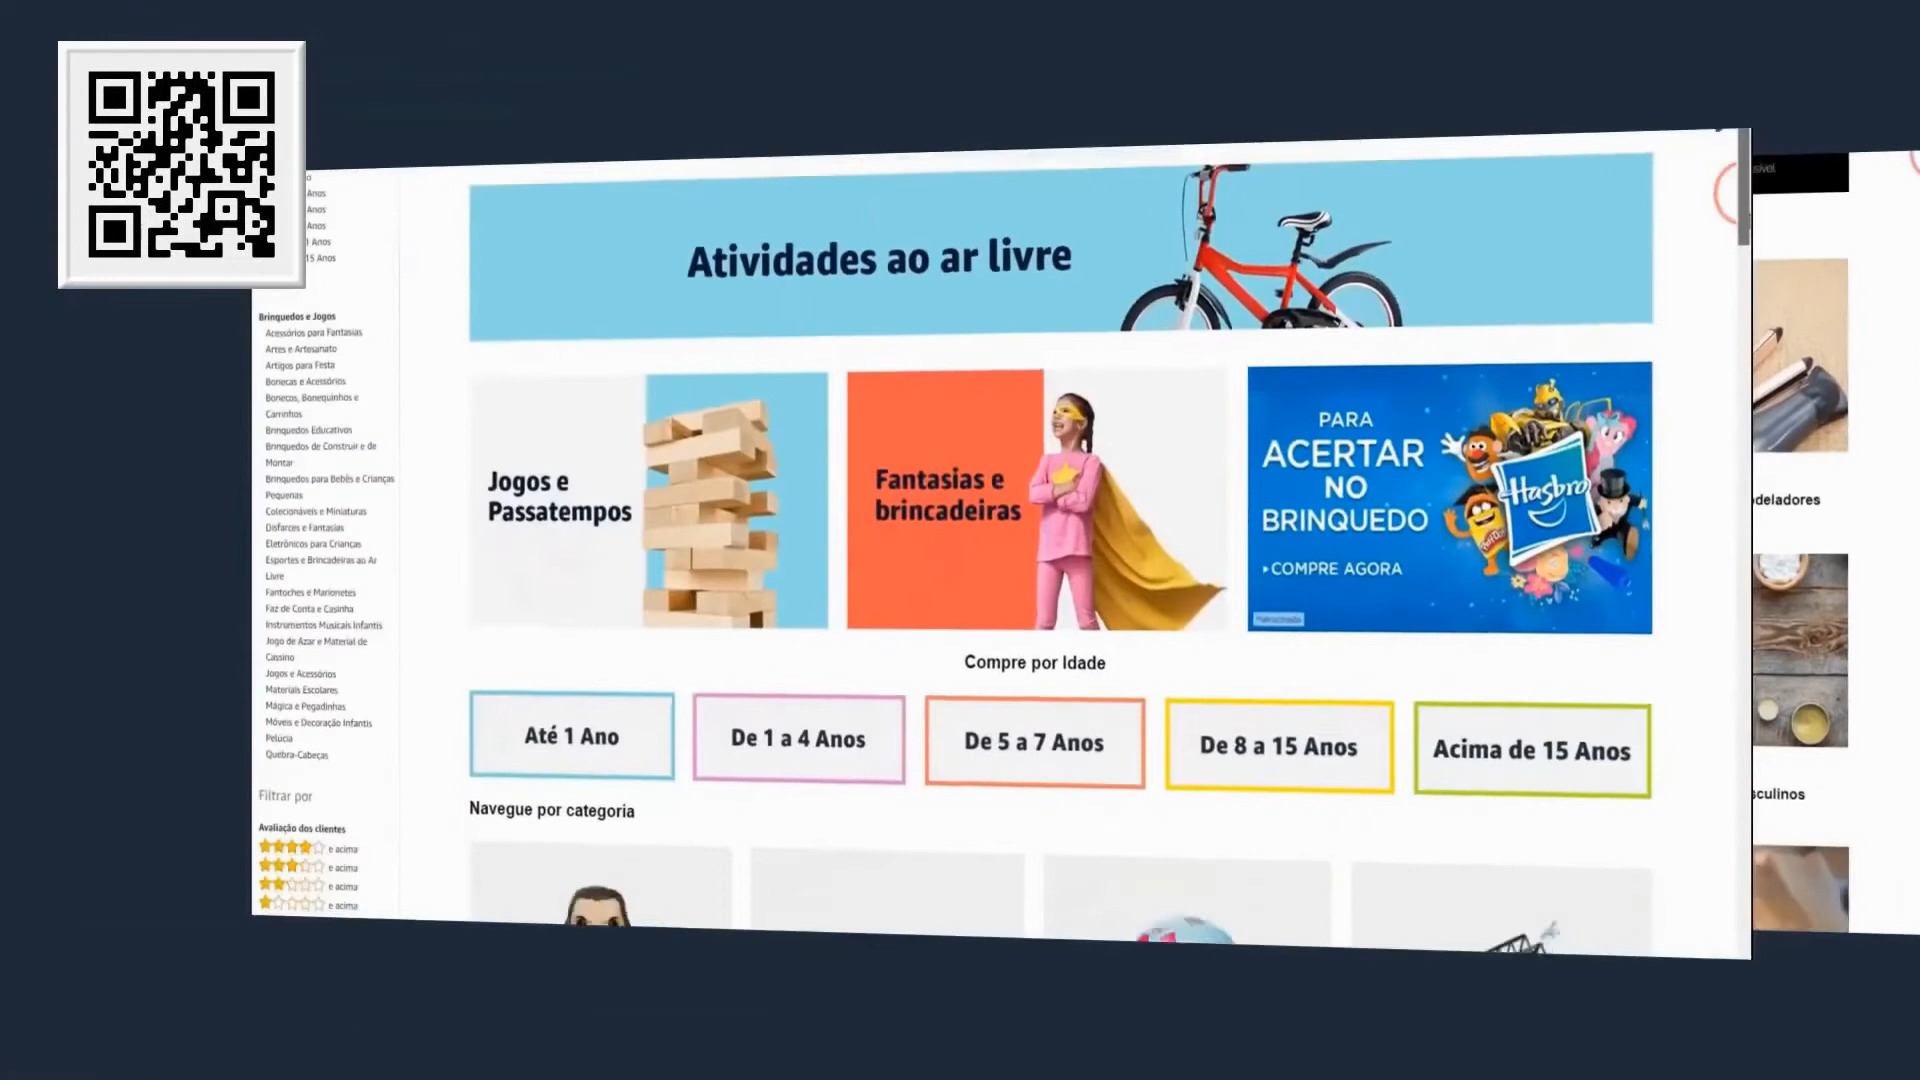 Anos
Anos
Anos
Anos
15 Anos
Brinquedos e Jogos
Acessórios para Fantasias
Artes e Artesanato
Artigos para Festa
Bonecas e Acessórios
Bonecos, Bonequinhos e
Carrinhos
Brinquedos Educativos
Brinquedos de Construir e de
Montar
Brinquedos para Bebês e Crianças
Pequenas
Colecionáveis e Miniaturas
Disfarces e Fantasias
Eletrônicos para Crianças
Esportes e Brincadeiras ao Ar
Livre
Fantoches e Marionetes
Faz de Conta e Casinha
Instrumentos Musicais Infantis
Jogo de Azar e Material de
Cassino
Jogos e Acessórios
Materiais Escolares
Mágica e Pegadinhas
Móveis e Decoração Infantis
Pelúcia
Quebra-Cabeças
Filtrar por
Avaliação dos clientes
e acima
e acima
e acima
e acima
Atividades ao ar livre
Jogos e
Passatempos
Fantasias e
brincadeiras
PARA
ACERTAR
NO
BRINQUEDO
COMPRE AGORA
Hasbro
Compre por Idade
Até 1 Ano
De 1 a 4 Anos
De 5 a 7 Anos
De 8 a 15 Anos
Acima de 15 Anos
Navegue por categoria
deladores
sculinos